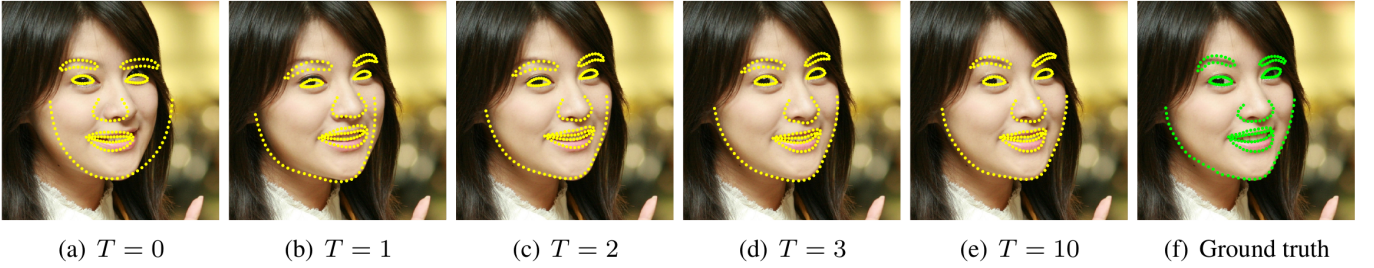 (a) T = 0 (b) T = 1 (c) T = 2 (d) T = 3 (e) T = 10 (f) Ground truth